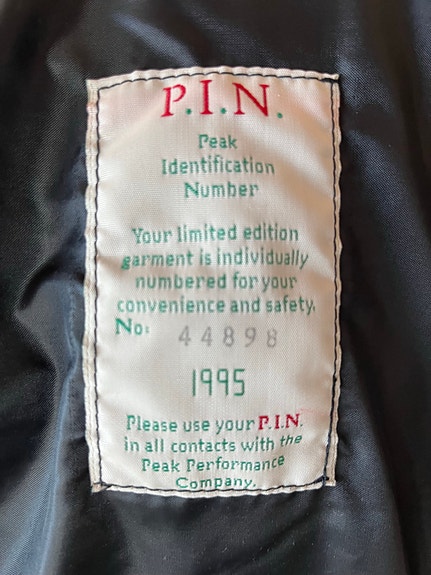 P.I.N.
Peak
Identification
Number
Your limited edition
garment is individually
numbered for your
convenience and safety.
No: 44898
1995
Please use your P.I.N.
in all contacts with the
Peak Performance
Company.